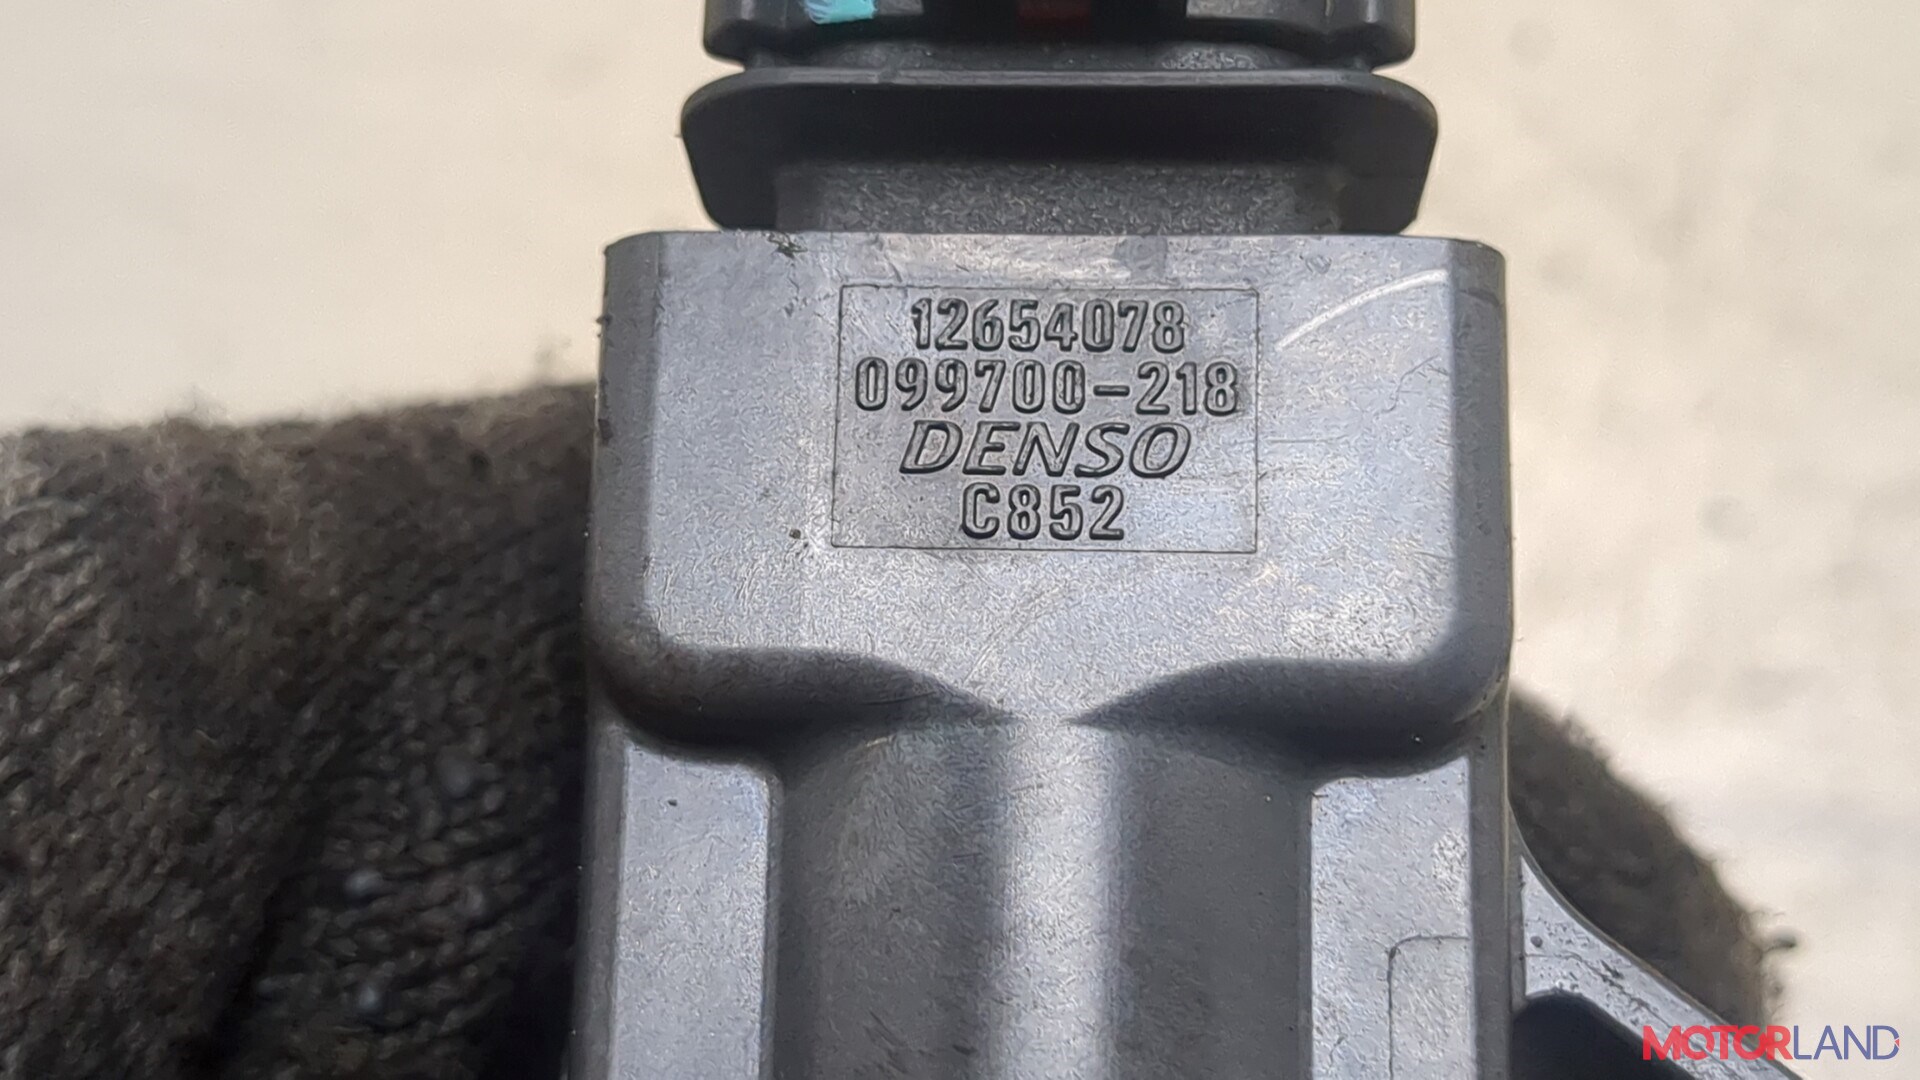 12654078
099700-218
DENSO
C852
MOTORLAND